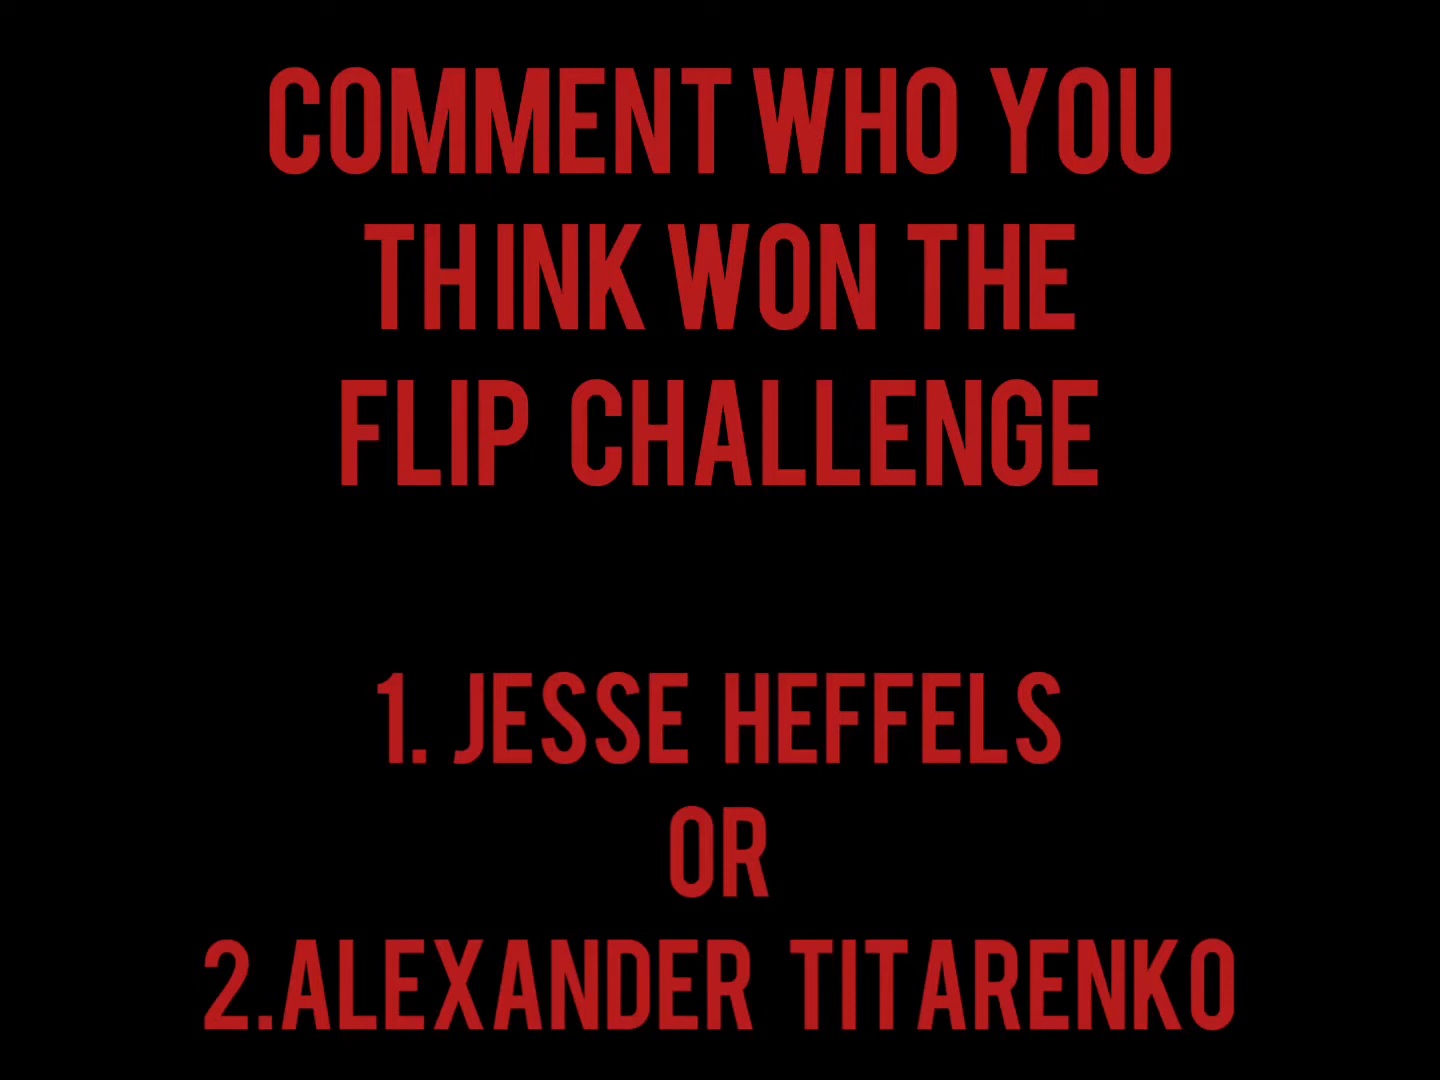 COMMENT WHO YOU
THINK WON THE
FLIP CHALLENGE
1. JESSE HEFFELS
OR
2.ALEXANDER TITARENKO